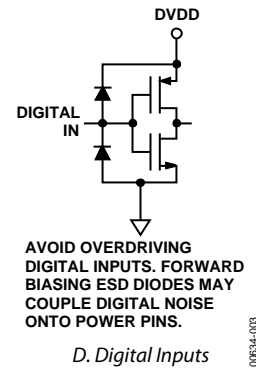 DVDD
DIGITAL
IN
AVOID OVERDRIVING
DIGITAL INPUTS. FORWARD
BIASING ESD DIODES MAY
COUPLE DIGITAL NOISE
ONTO POWER PINS.
D. Digital Inputs
00634-003